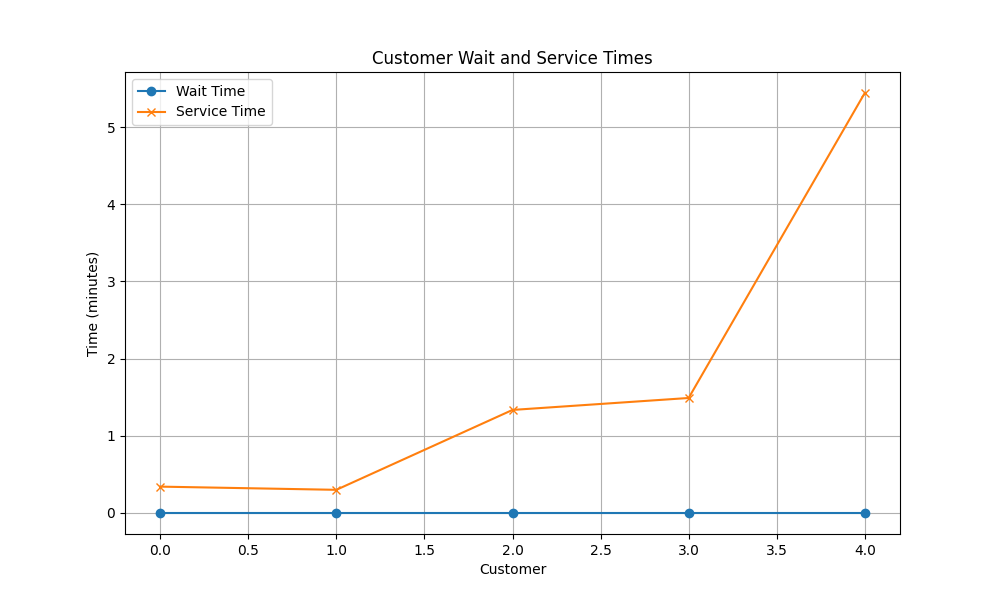 Customer Wait and Service Times
Wait Time
Service Time
5
4
3
2
1
0
Time (minutes)
0.0 0.5 1.0 1.5 2.0 2.5 3.0 3.5 4.0
Customer